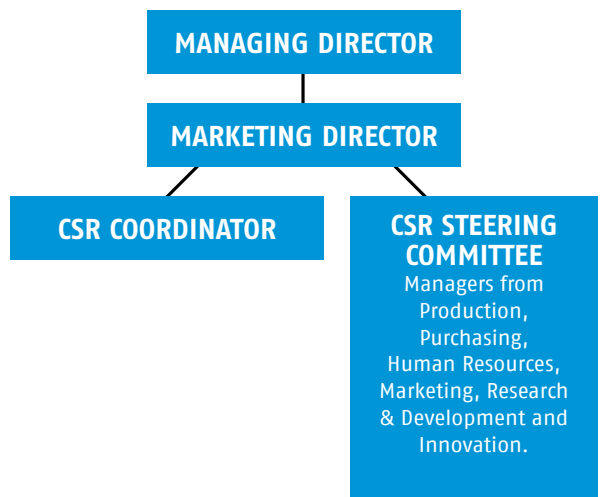 MANAGING DIRECTOR
MARKETING DIRECTOR
CSR COORDINATOR
CSR STEERING
COMMITTEE
Managers from
Production,
Purchasing,
Human Resources,
Marketing, Research
& Development and
Innovation.